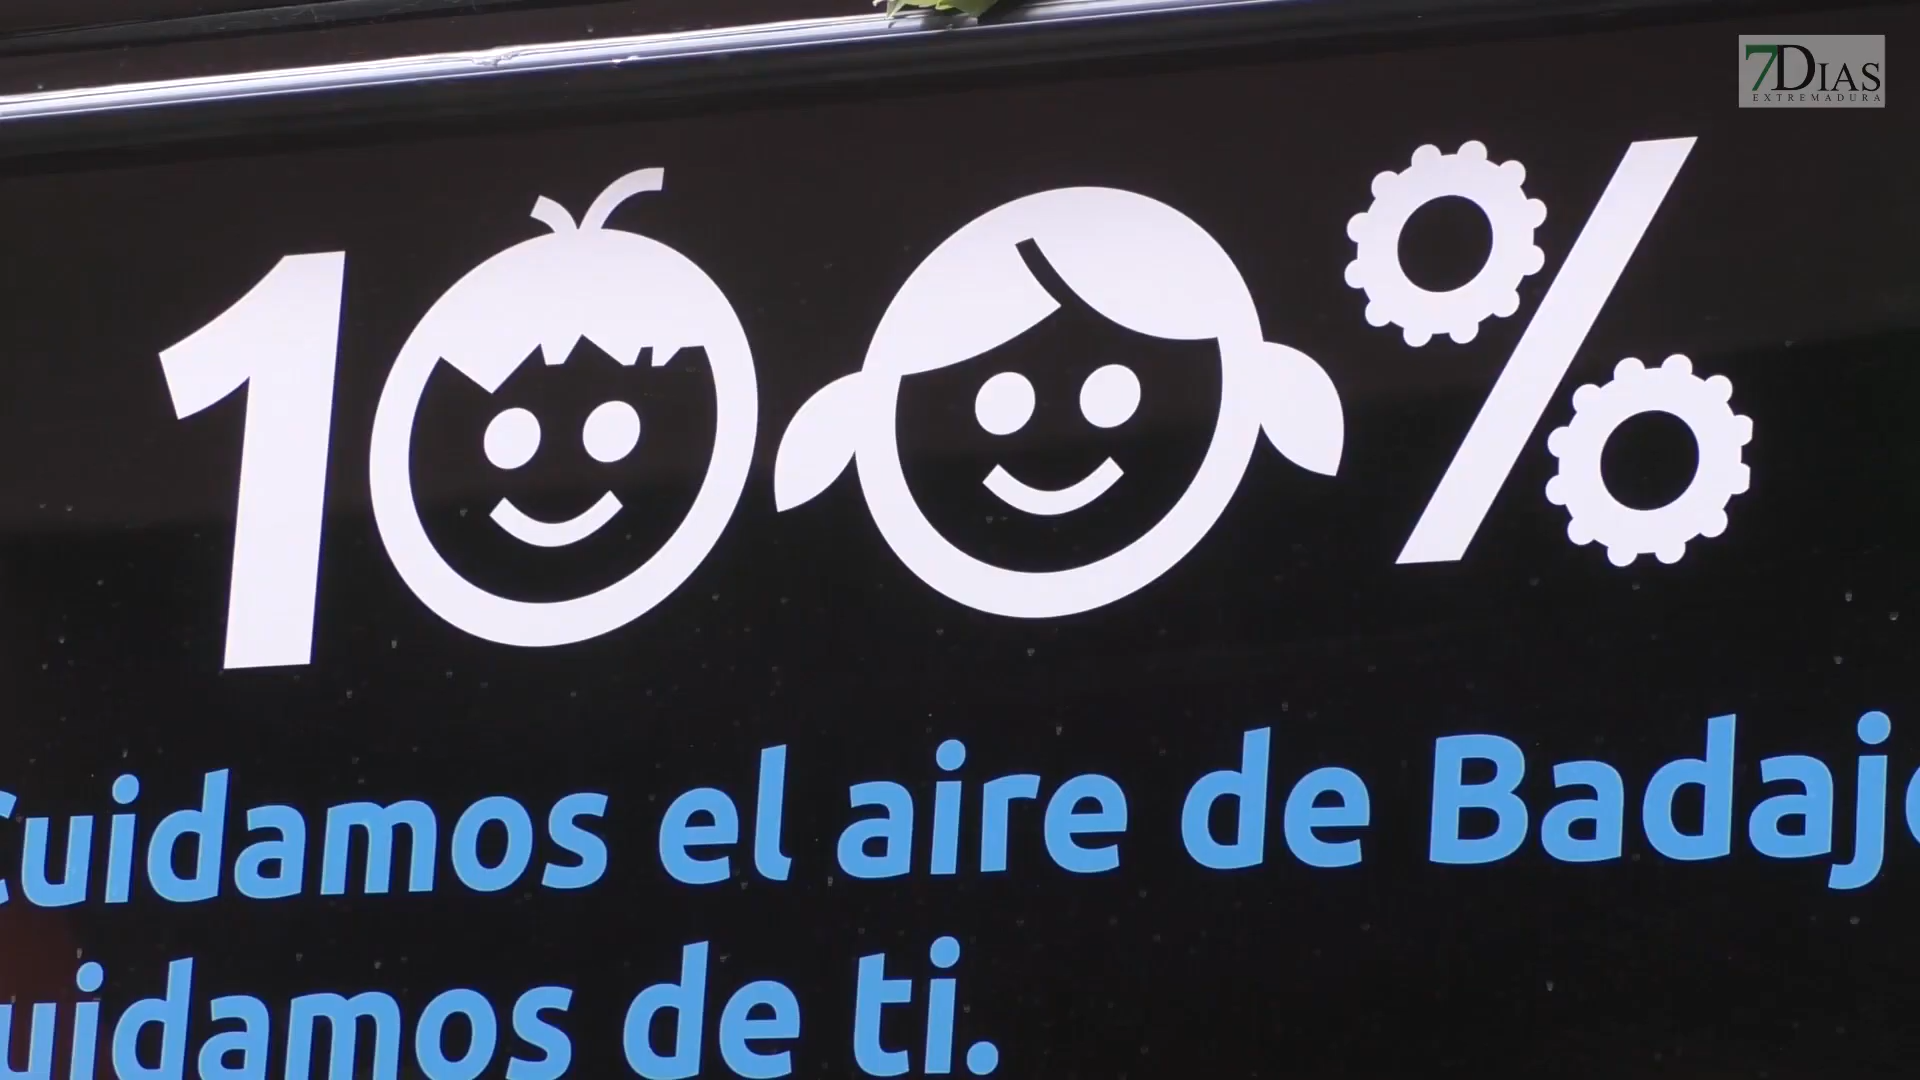 7DIAS
EXTREMADURA
100%
Cuidamos el aire de Badajo
uidamos de ti.